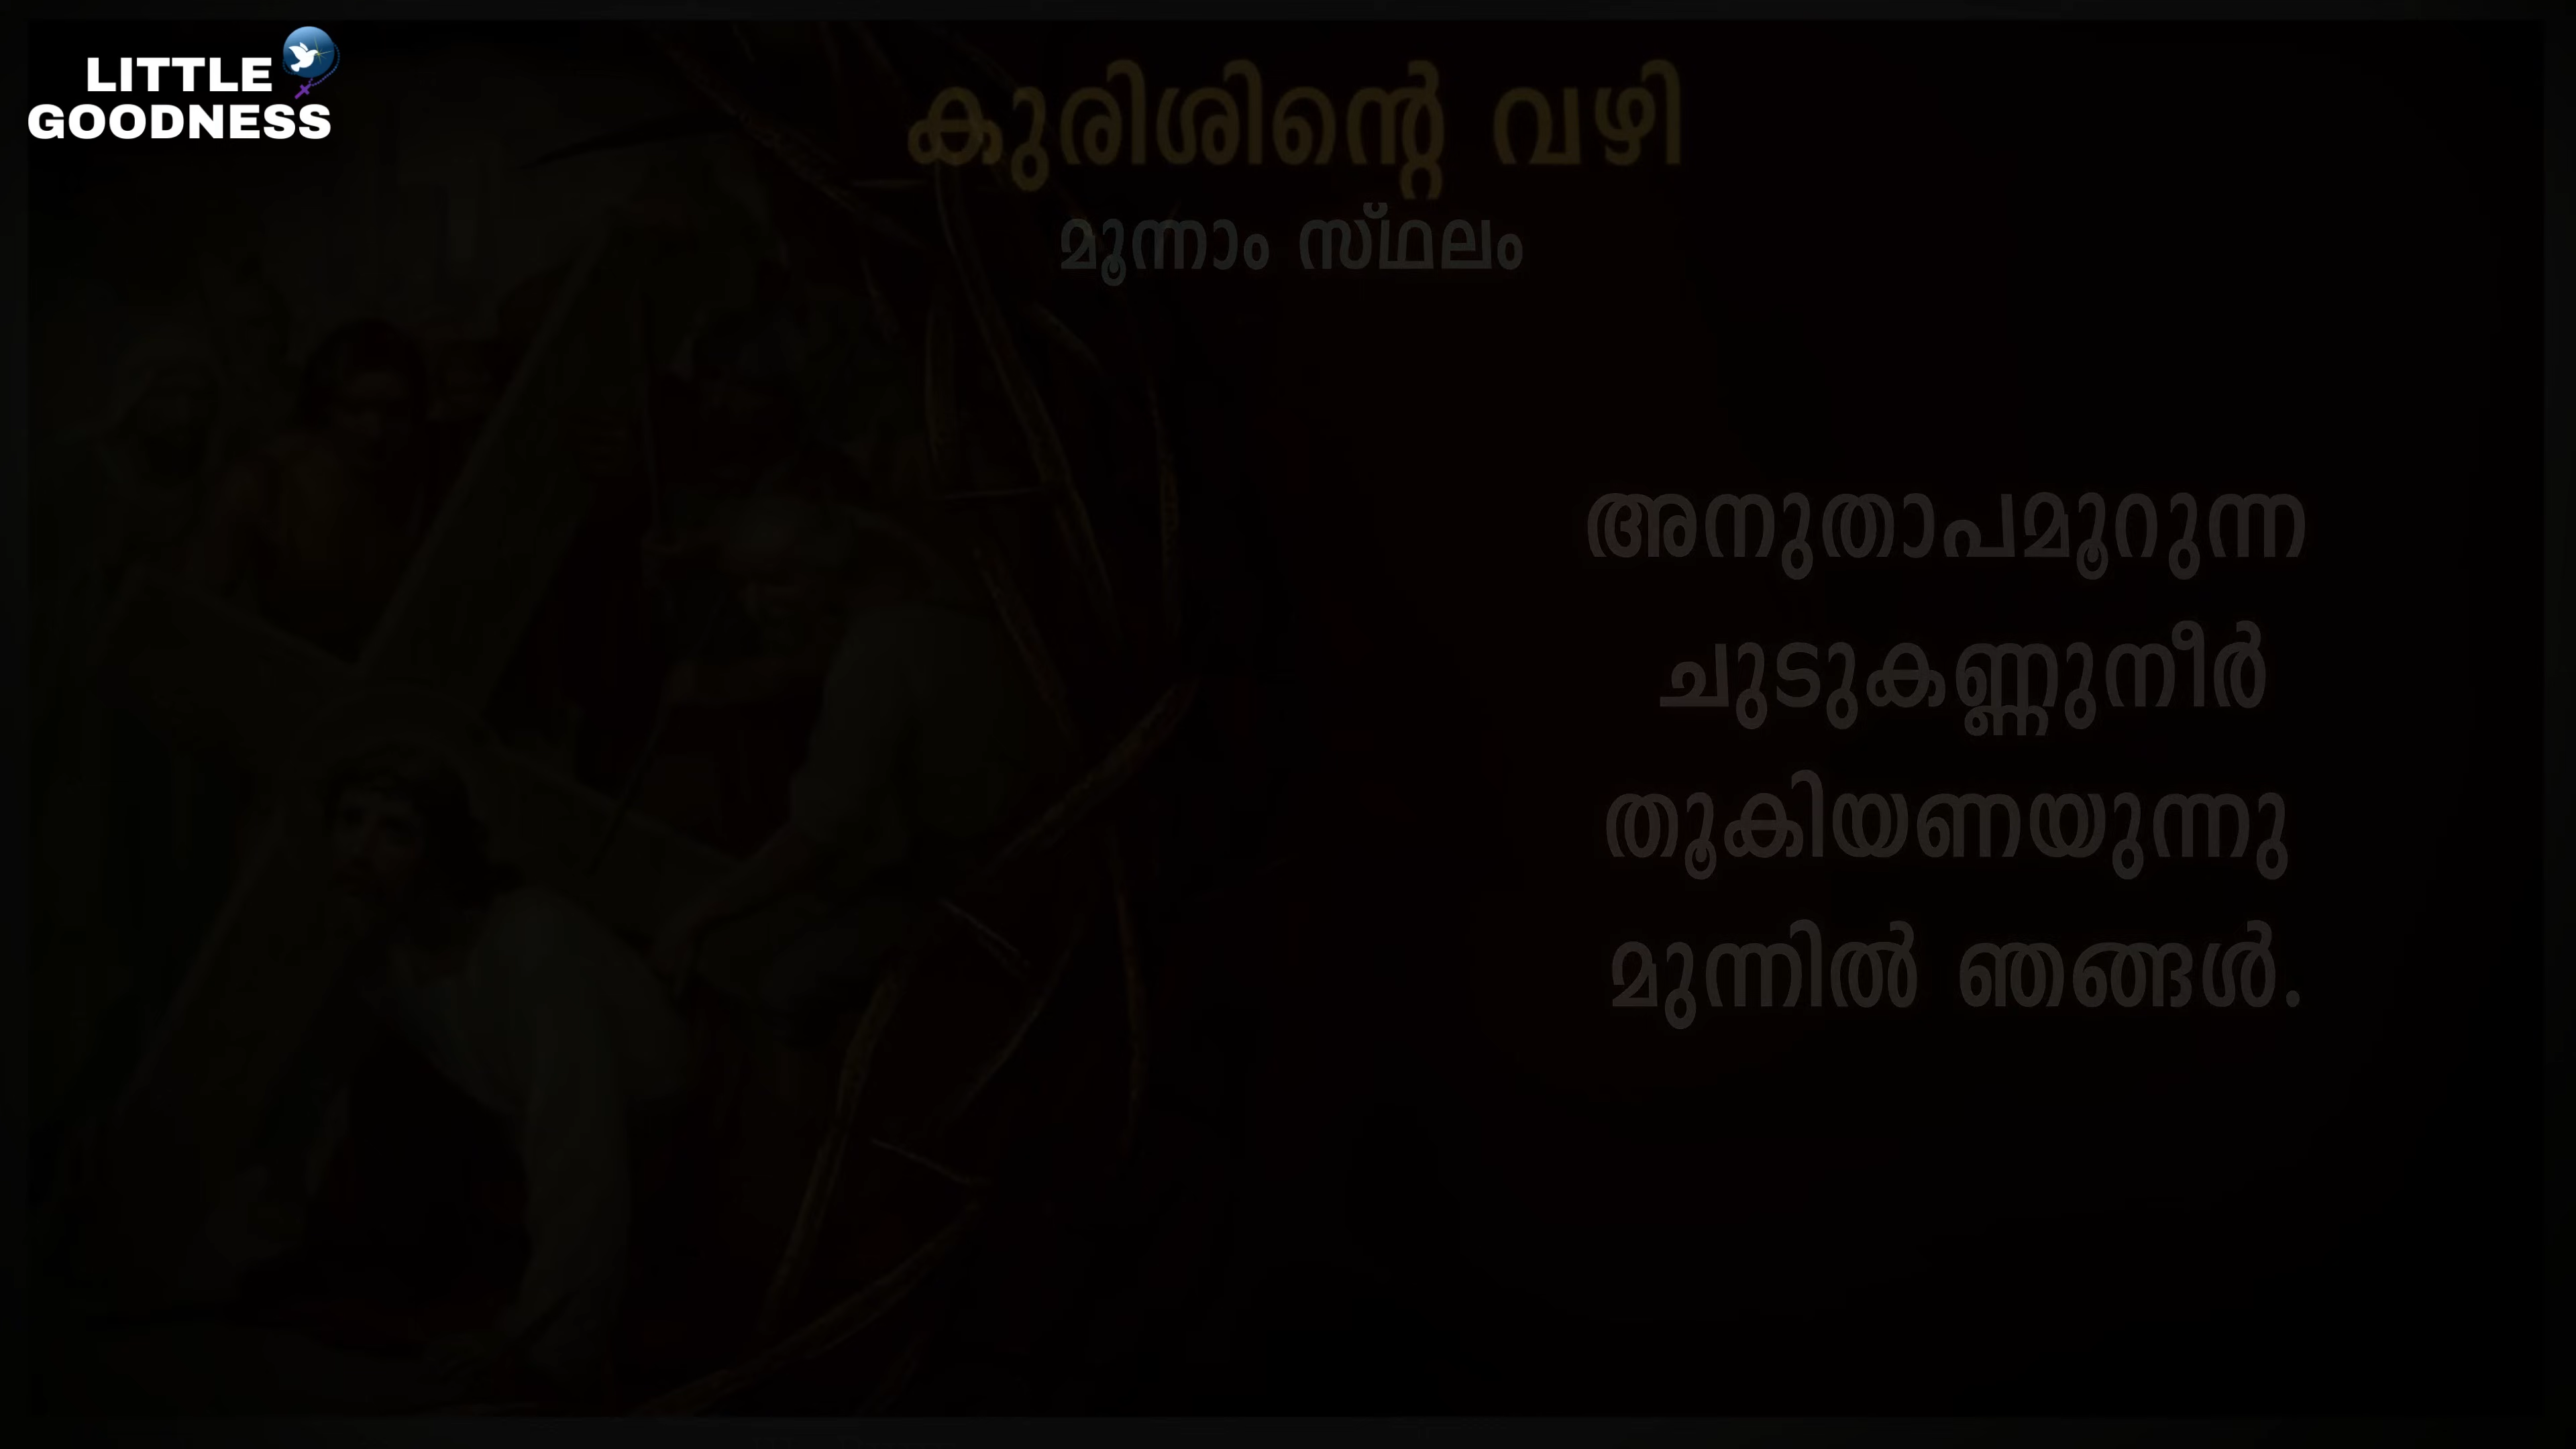 LITTLE
GOODNESS
കുരിശിന്റെ വഴി
മൂന്നാം സ്ഥലം
അനുതാപമൂറുന്ന
ചുടുകണ്ണുനീർ
തൂകിയണയുന്നു
മുന്നിൽ ഞങ്ങൾ.